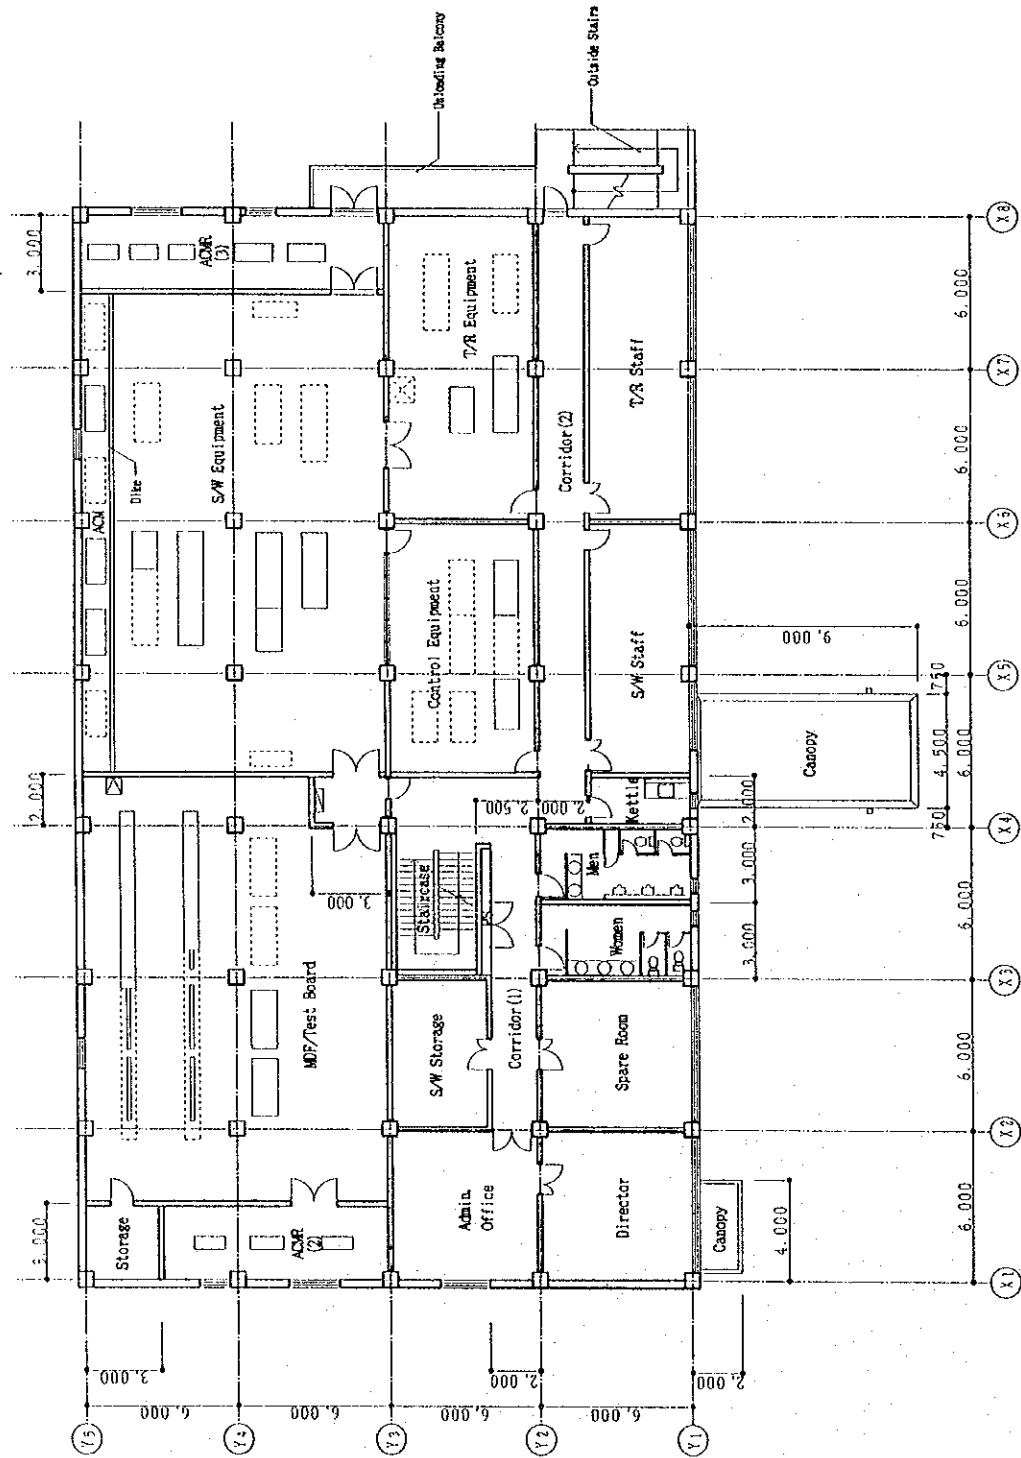 Unloading Balcony
Outside Stairs
3.000
ACMR
(3)
T/R Equipment
T/R Staff
6.000
X8
X7
Corridor(2)
S/W Equipment
Dike
ACM
6.000
X6
Control Equipment
S/W Staff
6.000
9.000
X5
750
4.500
6.000
750
Canopy
2.000
2.500
2.000
Kettle
2.000
X4
3.000
Staircase
PS
Men
3.000
Women
3.000
6.000
X3
MDF/Test Board
S/W Storage
Corridor(1)
Spare Room
6.000
X2
3.000
Storage
ACMR
(2)
Admin
Office
Director
Canopy
4.000
6.000
X1
3.000
2.000
2.000
6.000
6.000
6.000
6.000
Y5
Y4
Y3
Y2
Y1